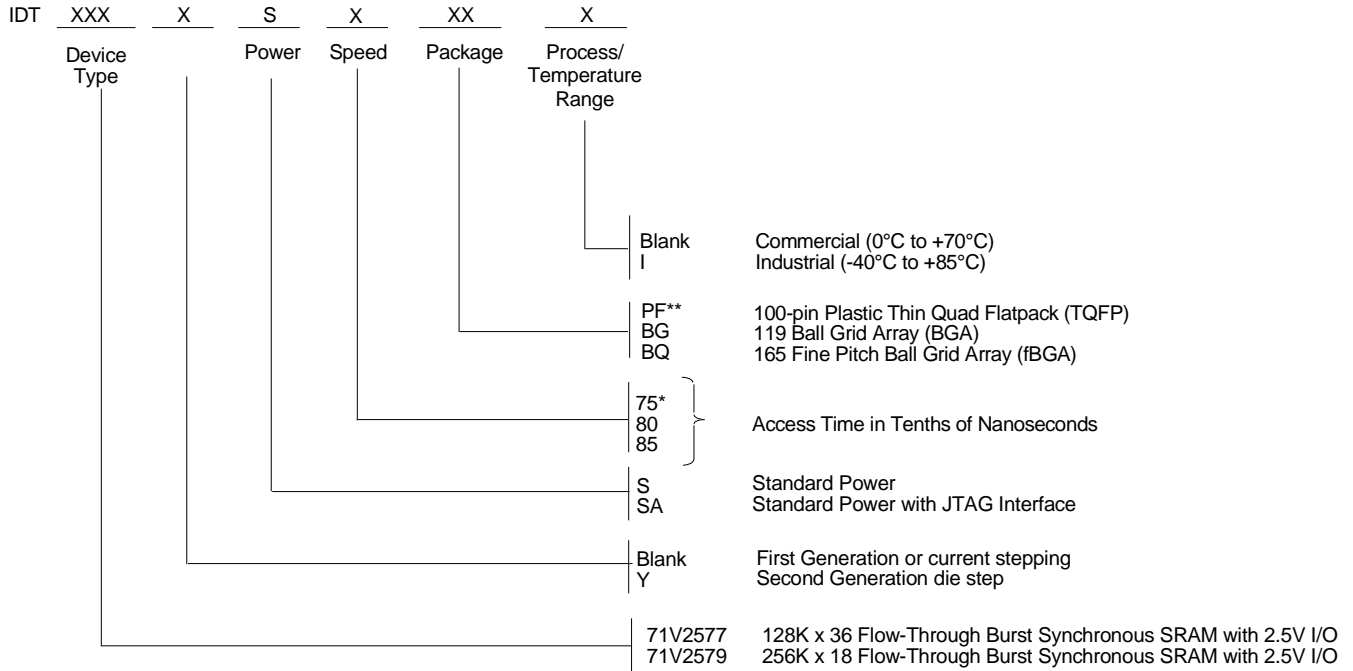 IDT XXX X S X XX X
Device Type
Power
Speed
Package
Process/
Temperature
Range
Blank Commercial (0°C to +70°C)
I Industrial (-40°C to +85°C)
PF** 100-pin Plastic Thin Quad Flatpack (TQFP)
BG 119 Ball Grid Array (BGA)
BQ 165 Fine Pitch Ball Grid Array (fBGA)
75*
80 Access Time in Tenths of Nanoseconds
85
S Standard Power
SA Standard Power with JTAG Interface
Blank First Generation or current stepping
Y Second Generation die step
71V2577 128K x 36 Flow-Through Burst Synchronous SRAM with 2.5V I/O
71V2579 256K x 18 Flow-Through Burst Synchronous SRAM with 2.5V I/O